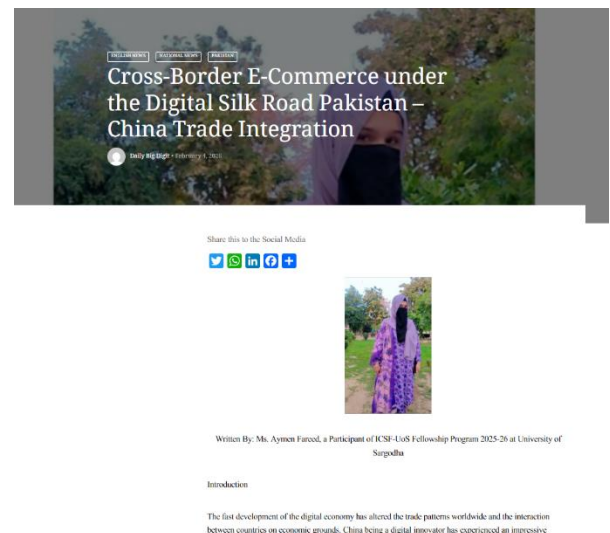 ENGLISH NEWS NATIONAL NEWS PAKISTAN
Cross-Border E-Commerce under
the Digital Silk Road Pakistan –
China Trade Integration
Daily Big Digit • February 4, 2026
Share this to the Social Media
Written By: Ms. Aymen Fareed, a Participant of ICSF-UoS Fellowship Program 2025-26 at University of
Sargodha
Introduction
The fast development of the digital economy has altered the trade patterns worldwide and the interaction
between countries on economic grounds. China being a digital innovator has experienced an impressive